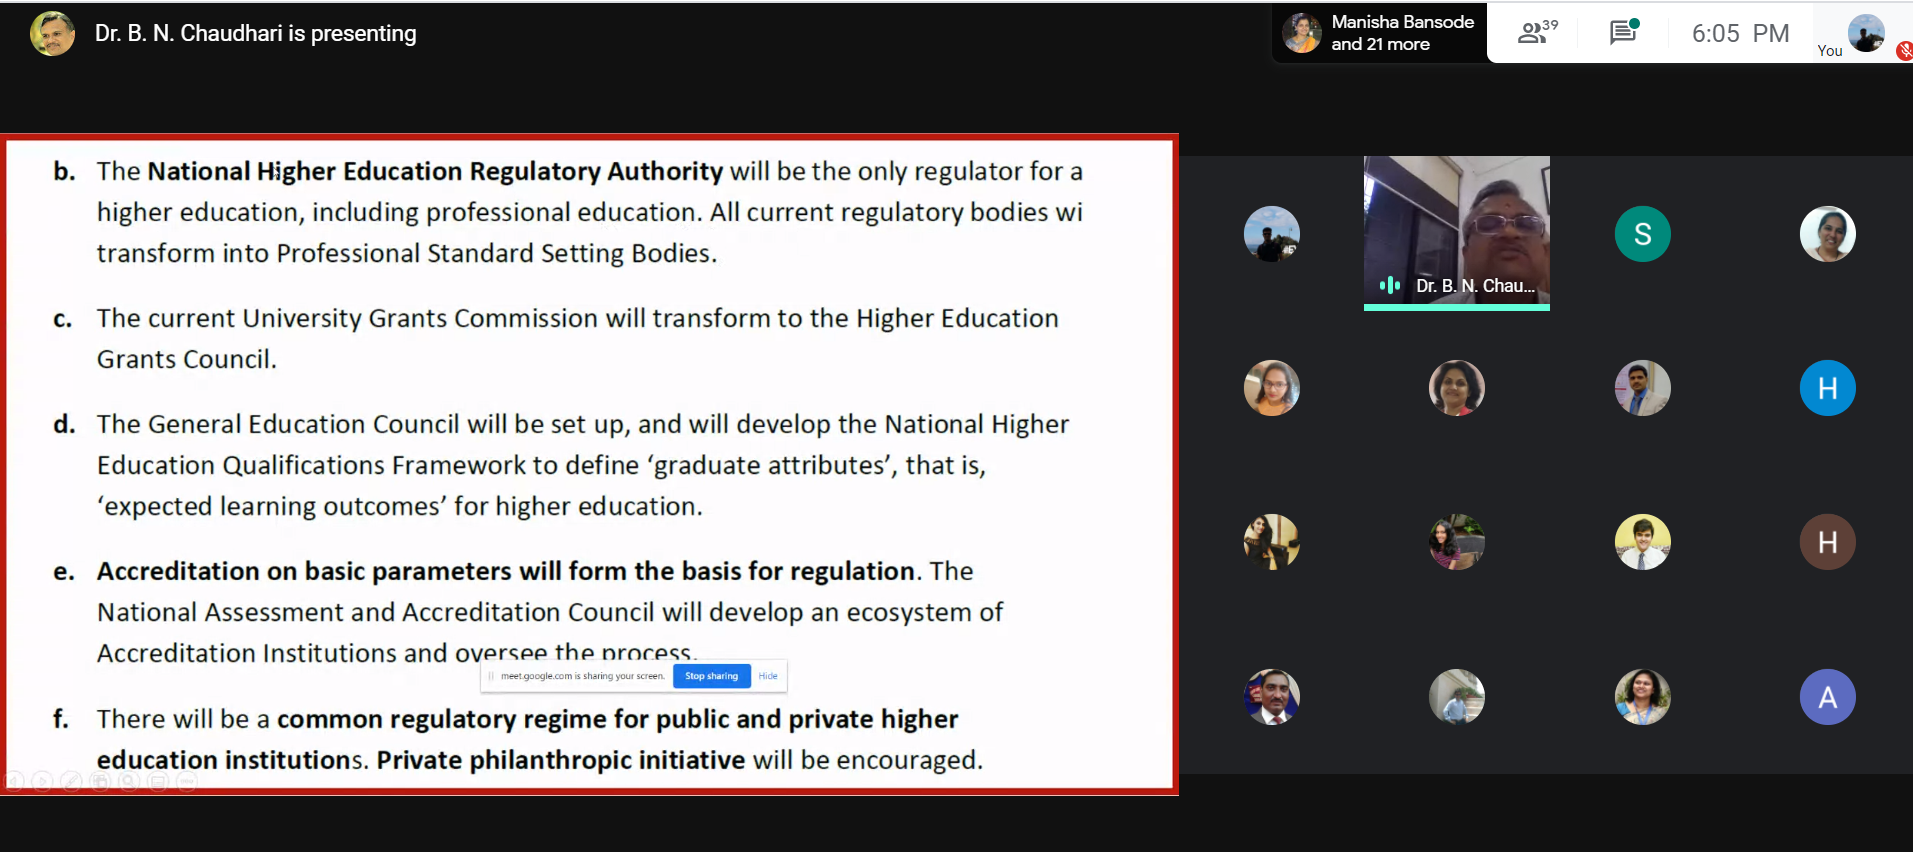 Dr. B. N. Chaudhari is presenting
Manisha Bansode
and 21 more
39
6:05 PM
You
b. The National Higher Education Regulatory Authority will be the only regulator for a
higher education, including professional education. All current regulatory bodies wi
transform into Professional Standard Setting Bodies.
c. The current University Grants Commission will transform to the Higher Education
Grants Council.
d. The General Education Council will be set up, and will develop the National Higher
Education Qualifications Framework to define ‘graduate attributes’, that is,
‘expected learning outcomes’ for higher education.
e. Accreditation on basic parameters will form the basis for regulation. The
National Assessment and Accreditation Council will develop an ecosystem of
Accreditation Institutions and oversee the process.
meet.google.com is sharing your screen. Stop sharing Hide
f. There will be a common regulatory regime for public and private higher
education institutions. Private philanthropic initiative will be encouraged.
S
Dr. B. N. Chau...
H
H
A